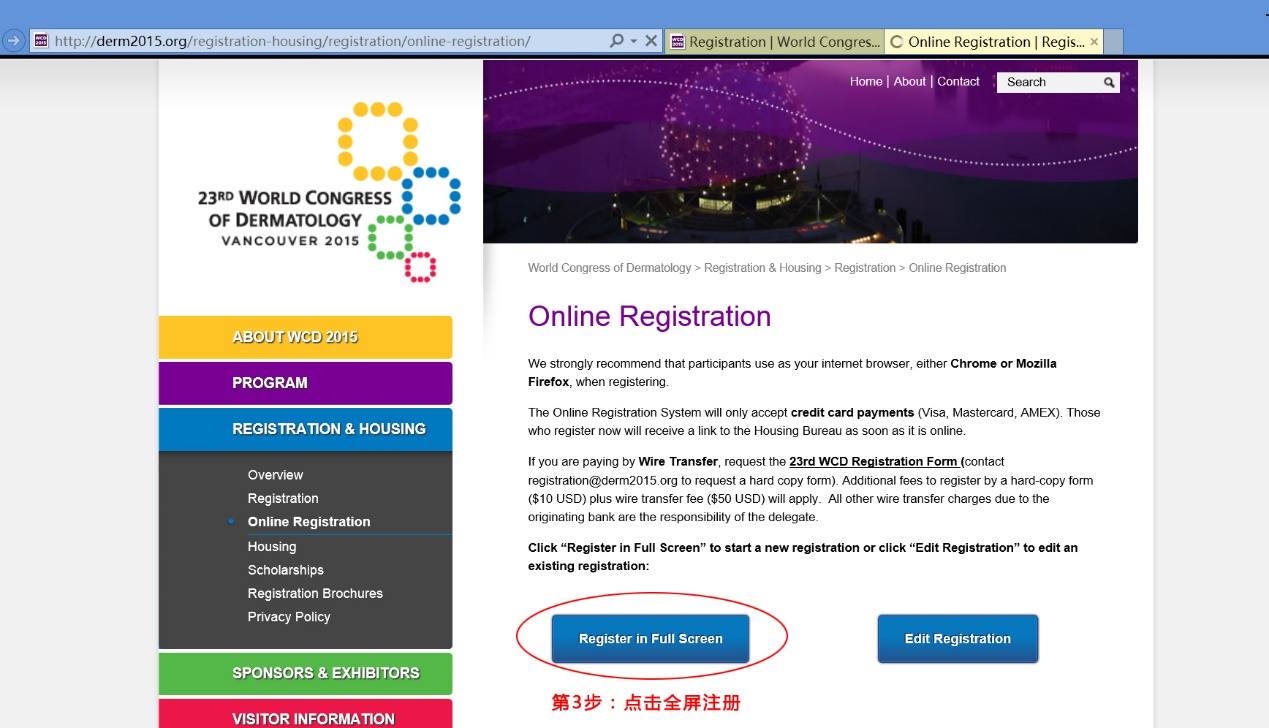 http://derm2015.org/registration-housing/registration/online-registration/
Registration | World Congres...
Online Registration | Regis...
Home | About | Contact
Search
23RD WORLD CONGRESS
OF DERMATOLOGY
VANCOUVER 2015
World Congress of Dermatology > Registration & Housing > Registration > Online Registration
Online Registration
ABOUT WCD 2015
PROGRAM
REGISTRATION & HOUSING
Overview
Registration
Online Registration
Housing
Scholarships
Registration Brochures
Privacy Policy
SPONSORS & EXHIBITORS
VISITOR INFORMATION
We strongly recommend that participants use as your internet browser, either Chrome or Mozilla
Firefox, when registering.
The Online Registration System will only accept credit card payments (Visa, Mastercard, AMEX). Those
who register now will receive a link to the Housing Bureau as soon as it is online.
If you are paying by Wire Transfer, request the 23rd WCD Registration Form (contact
registration@derm2015.org to request a hard copy form). Additional fees to register by a hard-copy form
($10 USD) plus wire transfer fee ($50 USD) will apply. All other wire transfer charges due to the
originating bank are the responsibility of the delegate.
Click “Register in Full Screen” to start a new registration or click “Edit Registration” to edit an
existing registration:
Register in Full Screen
Edit Registration
第3步：点击全屏注册